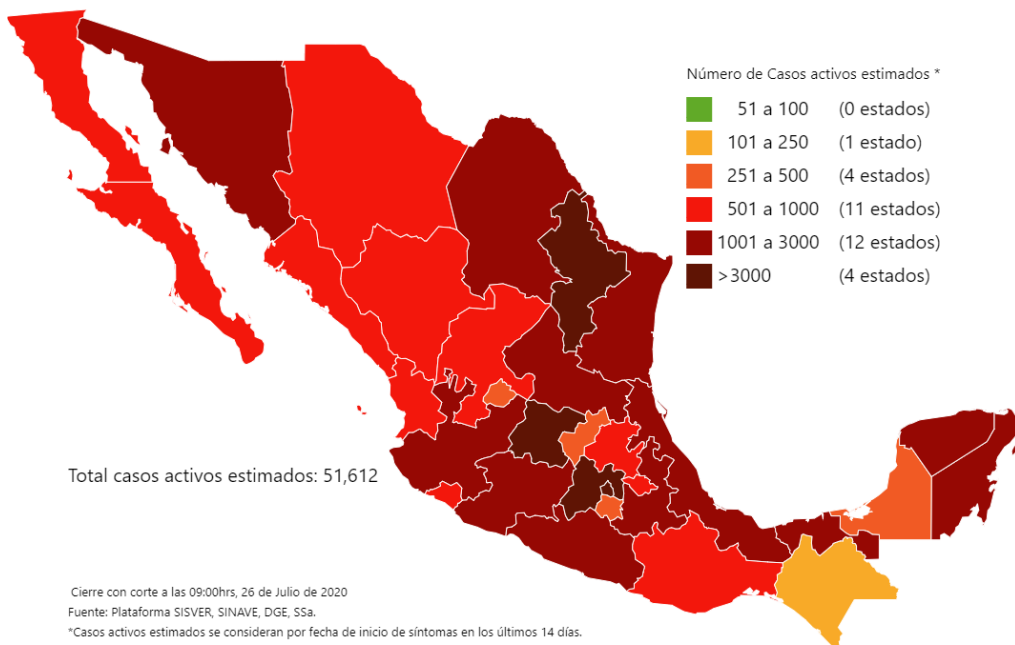 Número de Casos activos estimados *
51 a 100 (0 estados)
101 a 250 (1 estado)
251 a 500 (4 estados)
501 a 1000 (11 estados)
1001 a 3000 (12 estados)
>3000 (4 estados)
Total casos activos estimados: 51,612
Cierre con corte a las 09:00hrs, 26 de Julio de 2020
Fuente: Plataforma SISVER, SINAVE, DGE, SSa.
*Casos activos estimados se consideran por fecha de inicio de síntomas en los últimos 14 días.